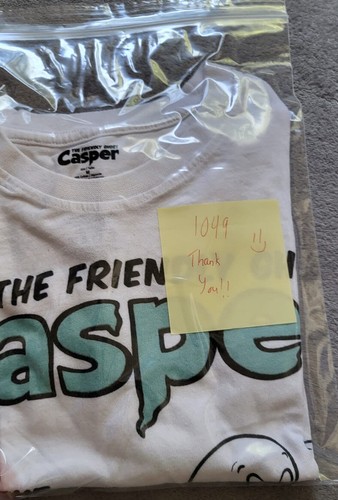 THE FRIENDLY GHOST
Casper
M
1049 =)
Thank
You!!
THE FRIEN
aspe